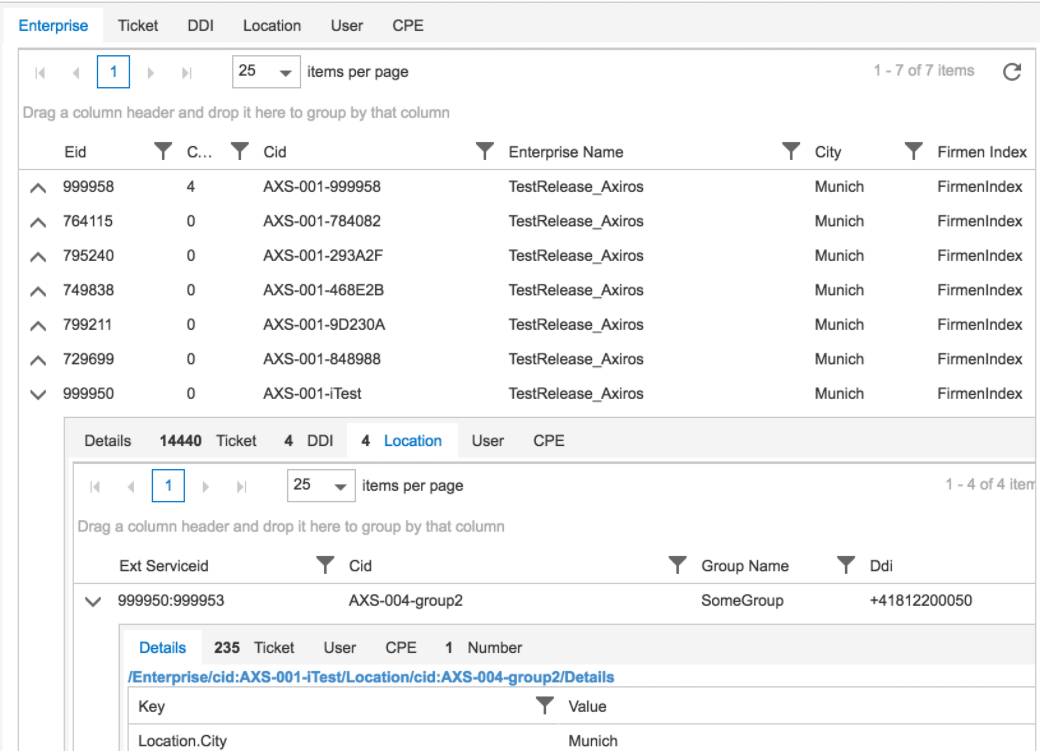 Enterprise Ticket DDI Location User CPE
1 25 items per page 1 - 7 of 7 items
Drag a column header and drop it here to group by that column
Eid C... Cid Enterprise Name City Firmen Index
999958 4 AXS-001-999958 TestRelease_Axiros Munich FirmenIndex
764115 0 AXS-001-784082 TestRelease_Axiros Munich FirmenIndex
795240 0 AXS-001-293A2F TestRelease_Axiros Munich FirmenIndex
749838 0 AXS-001-468E2B TestRelease_Axiros Munich FirmenIndex
799211 0 AXS-001-9D230A TestRelease_Axiros Munich FirmenIndex
729699 0 AXS-001-848988 TestRelease_Axiros Munich FirmenIndex
999950 0 AXS-001-iTest TestRelease_Axiros Munich FirmenIndex
Details 14440 Ticket 4 DDI 4 Location User CPE
1 25 items per page 1 - 4 of 4 item
Drag a column header and drop it here to group by that column
Ext Serviceid Cid Group Name Ddi
999950:999953 AXS-004-group2 SomeGroup +41812200050
Details 235 Ticket User CPE 1 Number
/Enterprise/cid:AXS-001-iTest/Location/cid:AXS-004-group2/Details
Key Value
Location.City Munich